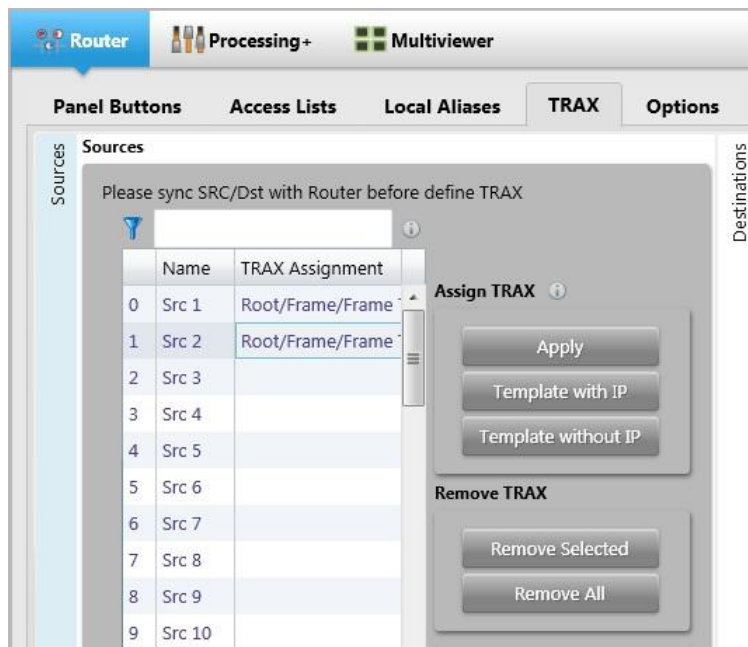 Router Processing+ Multiviewer
Panel Buttons Access Lists Local Aliases TRAX Options
Sources
Sources
Destinations
Please sync SRC/Dst with Router before define TRAX
Name TRAX Assignment
0 Src 1 Root/Frame/Frame
1 Src 2 Root/Frame/Frame
2 Src 3
3 Src 4
4 Src 5
5 Src 6
6 Src 7
7 Src 8
8 Src 9
9 Src 10
Assign TRAX
Apply
Template with IP
Template without IP
Remove TRAX
Remove Selected
Remove All